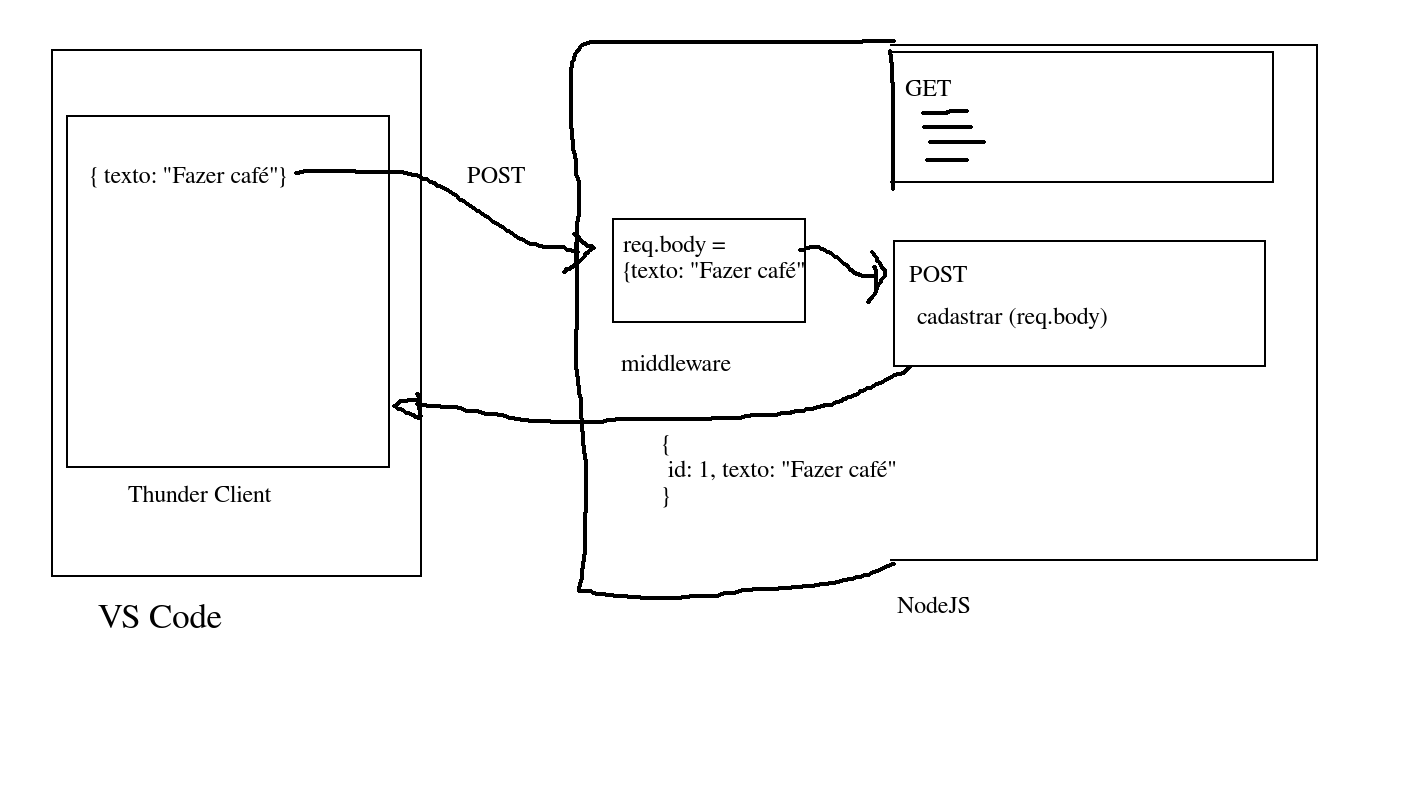 { texto: "Fazer café"}
Thunder Client
VS Code
POST
req.body =
{texto: "Fazer café"
middleware
GET
POST
cadastrar (req.body)
{
id: 1, texto: "Fazer café"
}
NodeJS